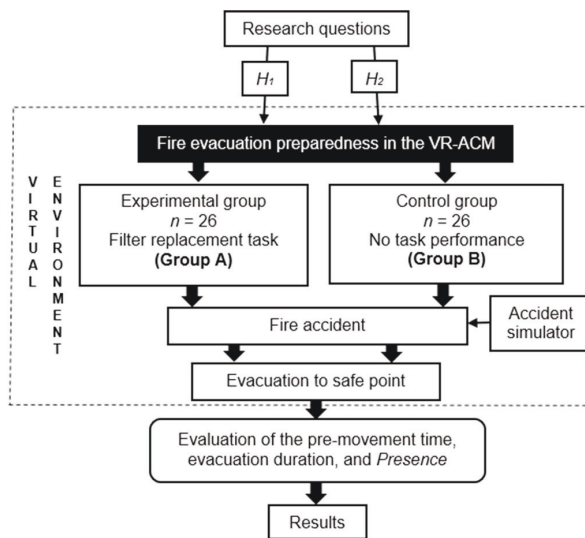 Research questions
H1
H2
Fire evacuation preparedness in the VR-ACM
VIRTUAL
ENVIRONMENT
Experimental group
n = 26
Filter replacement task
(Group A)
Control group
n = 26
No task performance
(Group B)
Fire accident
Accident
simulator
Evacuation to safe point
Evaluation of the pre-movement time,
evacuation duration, and Presence
Results